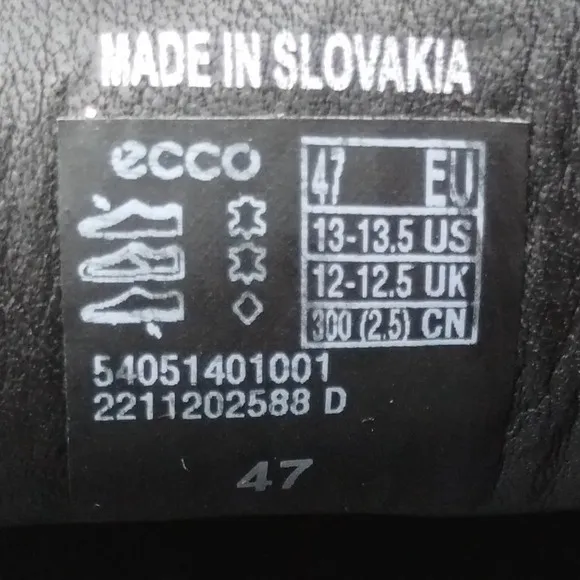 MADE IN SLOVAKIA
ecco
47 EU
13-13.5 US
12-12.5 UK
300 (2.5) CN
54051401001
2211202588 D
47